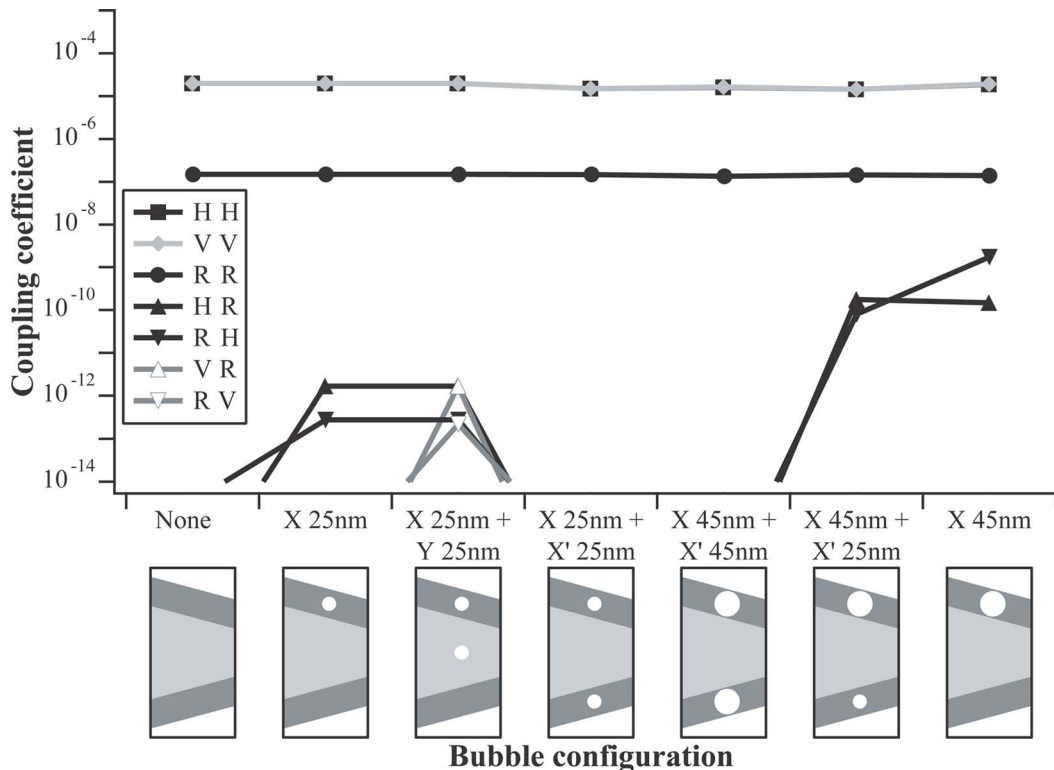 Coupling coefficient
10-4
10-6
10-8
10-10
10-12
10-14
H H
V V
R R
H R
R H
V R
R V
None
X 25nm
X 25nm +
Y 25nm
X 25nm +
X' 25nm
X 45nm +
X' 45nm
X 45nm +
X' 25nm
X 45nm
Bubble configuration